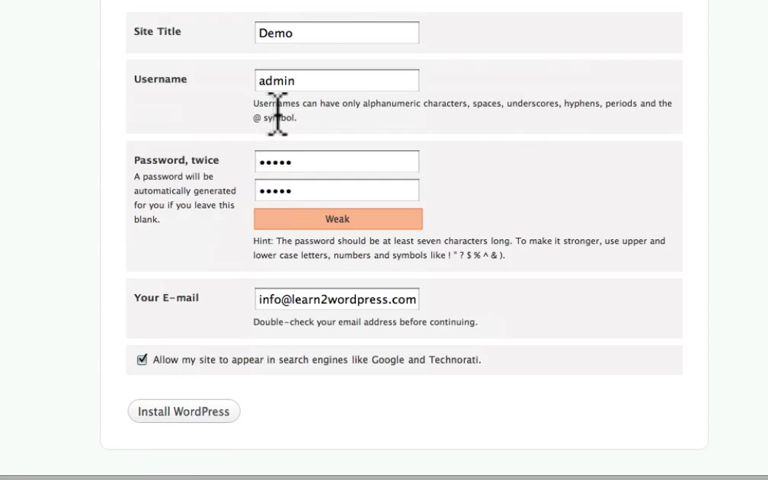 Site Title
Demo
Username
admin
Usernames can have only alphanumeric characters, spaces, underscores, hyphens, periods and the
@ symbol.
Password, twice
A password will be
automatically generated
for you if you leave this
blank.
•••••
•••••
Weak
Hint: The password should be at least seven characters long. To make it stronger, use upper and
lower case letters, numbers and symbols like ! " ? $ % ^ & ).
Your E-mail
info@learn2wordpress.com
Double-check your email address before continuing.
Allow my site to appear in search engines like Google and Technorati.
Install WordPress